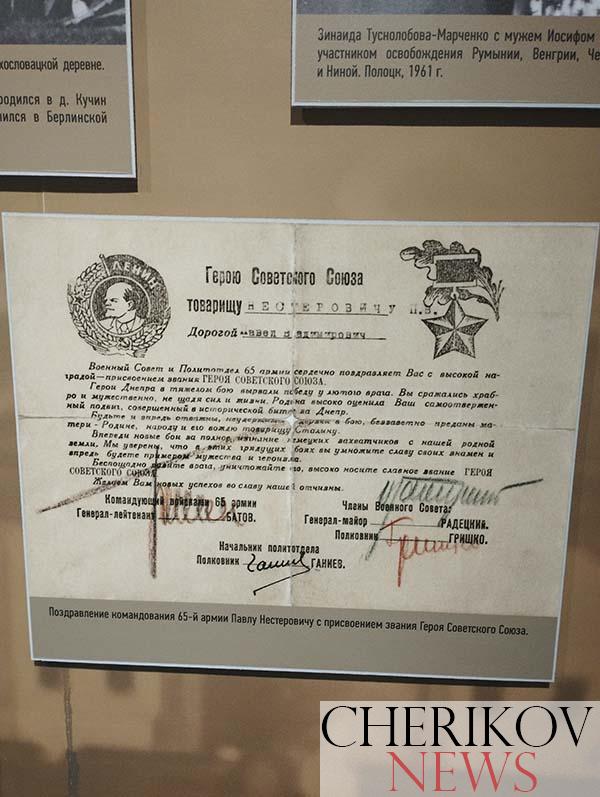 хословацкой деревне.
родился в д. Кучин
чился в Берлинской
Зинаида Туснолобова-Марченко с мужем Иосифом
участником освобождения Румынии, Венгрии, Че
и Ниной. Полоцк, 1961 г.
ЛЕНИН
Герою Советского Союза
товарищу НЕСТЕРОВИЧУ П.В.
Дорогой Павел Владимирович
Военный Совет и Политотдел 65 армии сердечно поздравляет Вас с высокой на-
градой—присвоением звания ГЕРОЯ СОВЕТСКОГО СОЮЗА.
Герои Днепра в тяжелом бою вырвали победу у лютого врага. Вы сражались храб-
ро и мужественно, не щадя сил и жизни. Родина высоко оценила Ваш самоотвержен-
ный подвиг, совершенный в исторической битве за Днепр.
Будьте и впредь отважны, в бою, беззаветно преданы ма-
тери - Родине, народу и его вождю товарищу Сталину.
Впереди новые бои за полное изгнание немецких захватчиков с нашей родной
земли. Мы уверены, что в этих грядущих боях вы умножите славу своих знамен и
впредь будете примером мужества и героизма.
Беспощадно давите врага, уничтожайте его, высоко носите славное звание ГЕРОЯ
СОВЕТСКОГО СОЮЗА.
Желаем Вам новых успехов во славу нашей отчизны.
Командующий войсками 65 армии
Генерал-лейтенант БАТОВ.
Члены Военного Совета:
Генерал-майор РАДЕЦКИЙ.
Полковник ГРИШКО.
Начальник политотдела
Полковник ГАНИЕВ.
Поздравление командования 65-й армии Павлу Нестеровичу с присвоением звания Героя Советского Союза.
CHERIKOV
NEWS